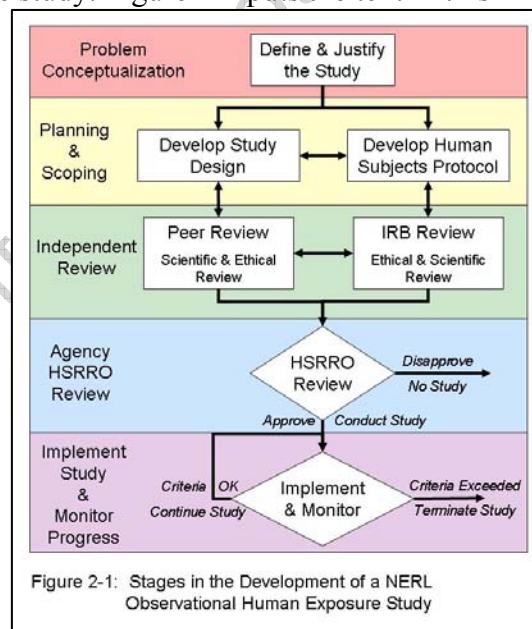 Problem
Conceptualization
Define & Justify
the Study
Planning
&
Scoping
Develop Study
Design
Develop Human
Subjects Protocol
Independent
Review
Peer Review
Scientific & Ethical
Review
IRB Review
Ethical & Scientific
Review
Agency
HSRRO
Review
HSRRO
Review
Disapprove
No Study
Approve
Conduct Study
Implement
Study
&
Monitor
Progress
Criteria OK
Continue Study
Implement
& Monitor
Criteria Exceeded
Terminate Study
Figure 2-1: Stages in the Development of a NERL
Observational Human Exposure Study